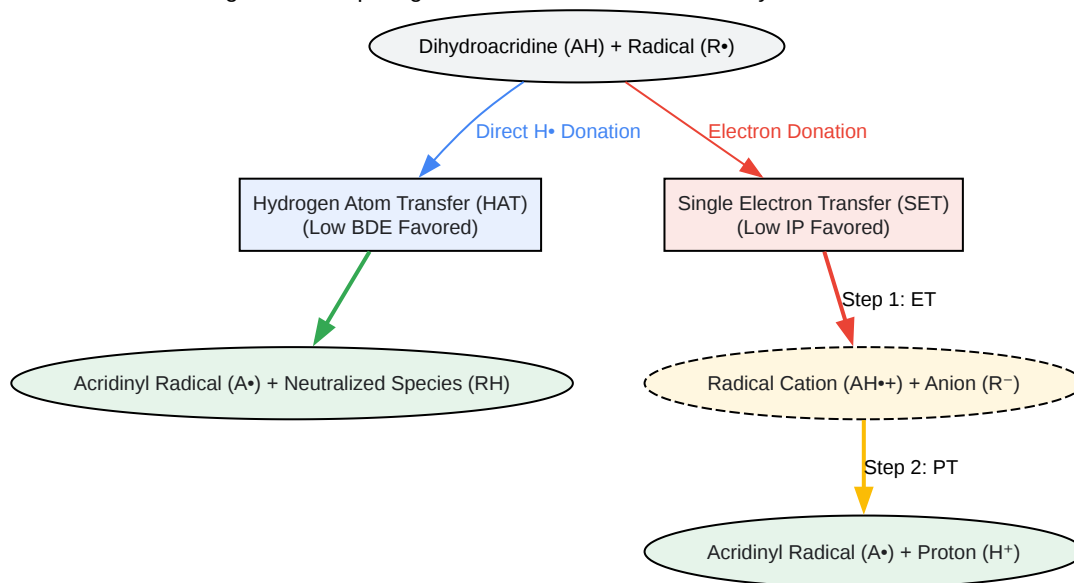 Dihydroacridine (AH) + Radical (R•)
Direct H• Donation
Electron Donation
Hydrogen Atom Transfer (HAT)
(Low BDE Favored)
Single Electron Transfer (SET)
(Low IP Favored)
Step 1: ET
Acridinyl Radical (A•) + Neutralized Species (RH)
Radical Cation (AH•+) + Anion (R⁻)
Step 2: PT
Acridinyl Radical (A•) + Proton (H⁺)